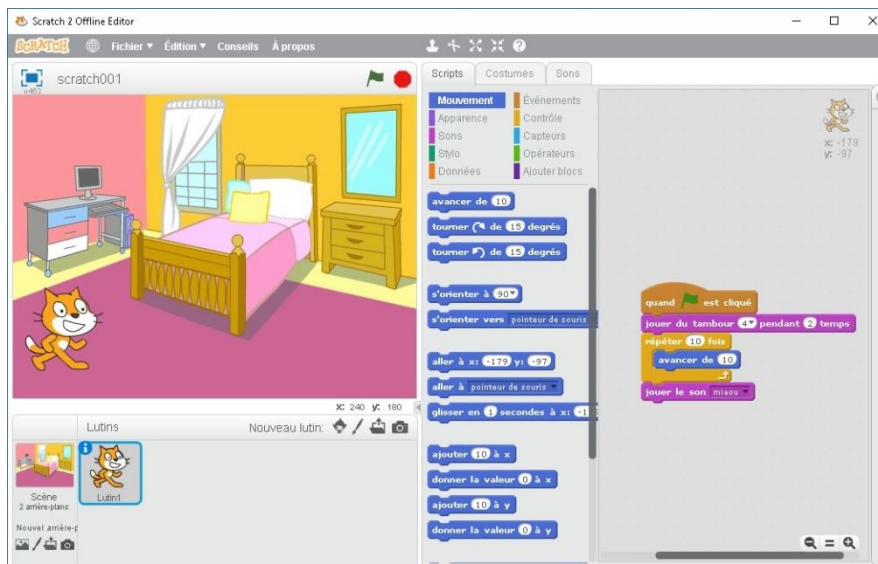 Scratch 2 Offline Editor
SCRATCH Fichier Édition Conseils À propos
scratch001
v463
X: 240 y: 180
Lutins
Nouveau lutin:
Scène
2 arrière-plans
Nouvel arrière-p
Lutin1
Scripts Costumes Sons
Mouvement Événements
Apparence Contrôle
Sons Capteurs
Stylo Opérateurs
Données Ajouter blocs
avancer de 10
tourner de 15 degrés
tourner de 15 degrés
s'orienter à 90
s'orienter vers pointeur de souris
aller à x: -179 y: -97
aller à pointeur de souris
glisser en 1 secondes à x: -1
ajouter 10 à x
donner la valeur 0 à x
ajouter 10 à y
donner la valeur 0 à y
x: -179
y: -97
quand est cliqué
jouer du tambour 4 pendant 2 temps
répéter 10 fois
avancer de 10
jouer le son miaou